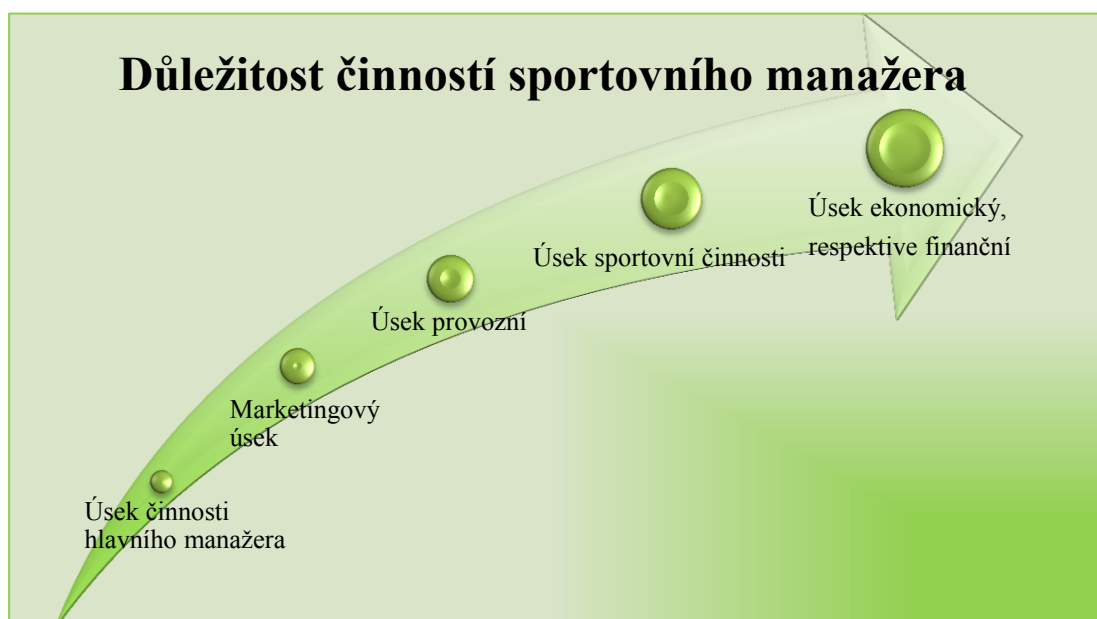 Důležitost činností sportovního manažera
Úsek ekonomický,
respektive finanční
Úsek sportovní činnosti
Úsek provozní
Marketingový
úsek
Úsek činnosti
hlavního manažera